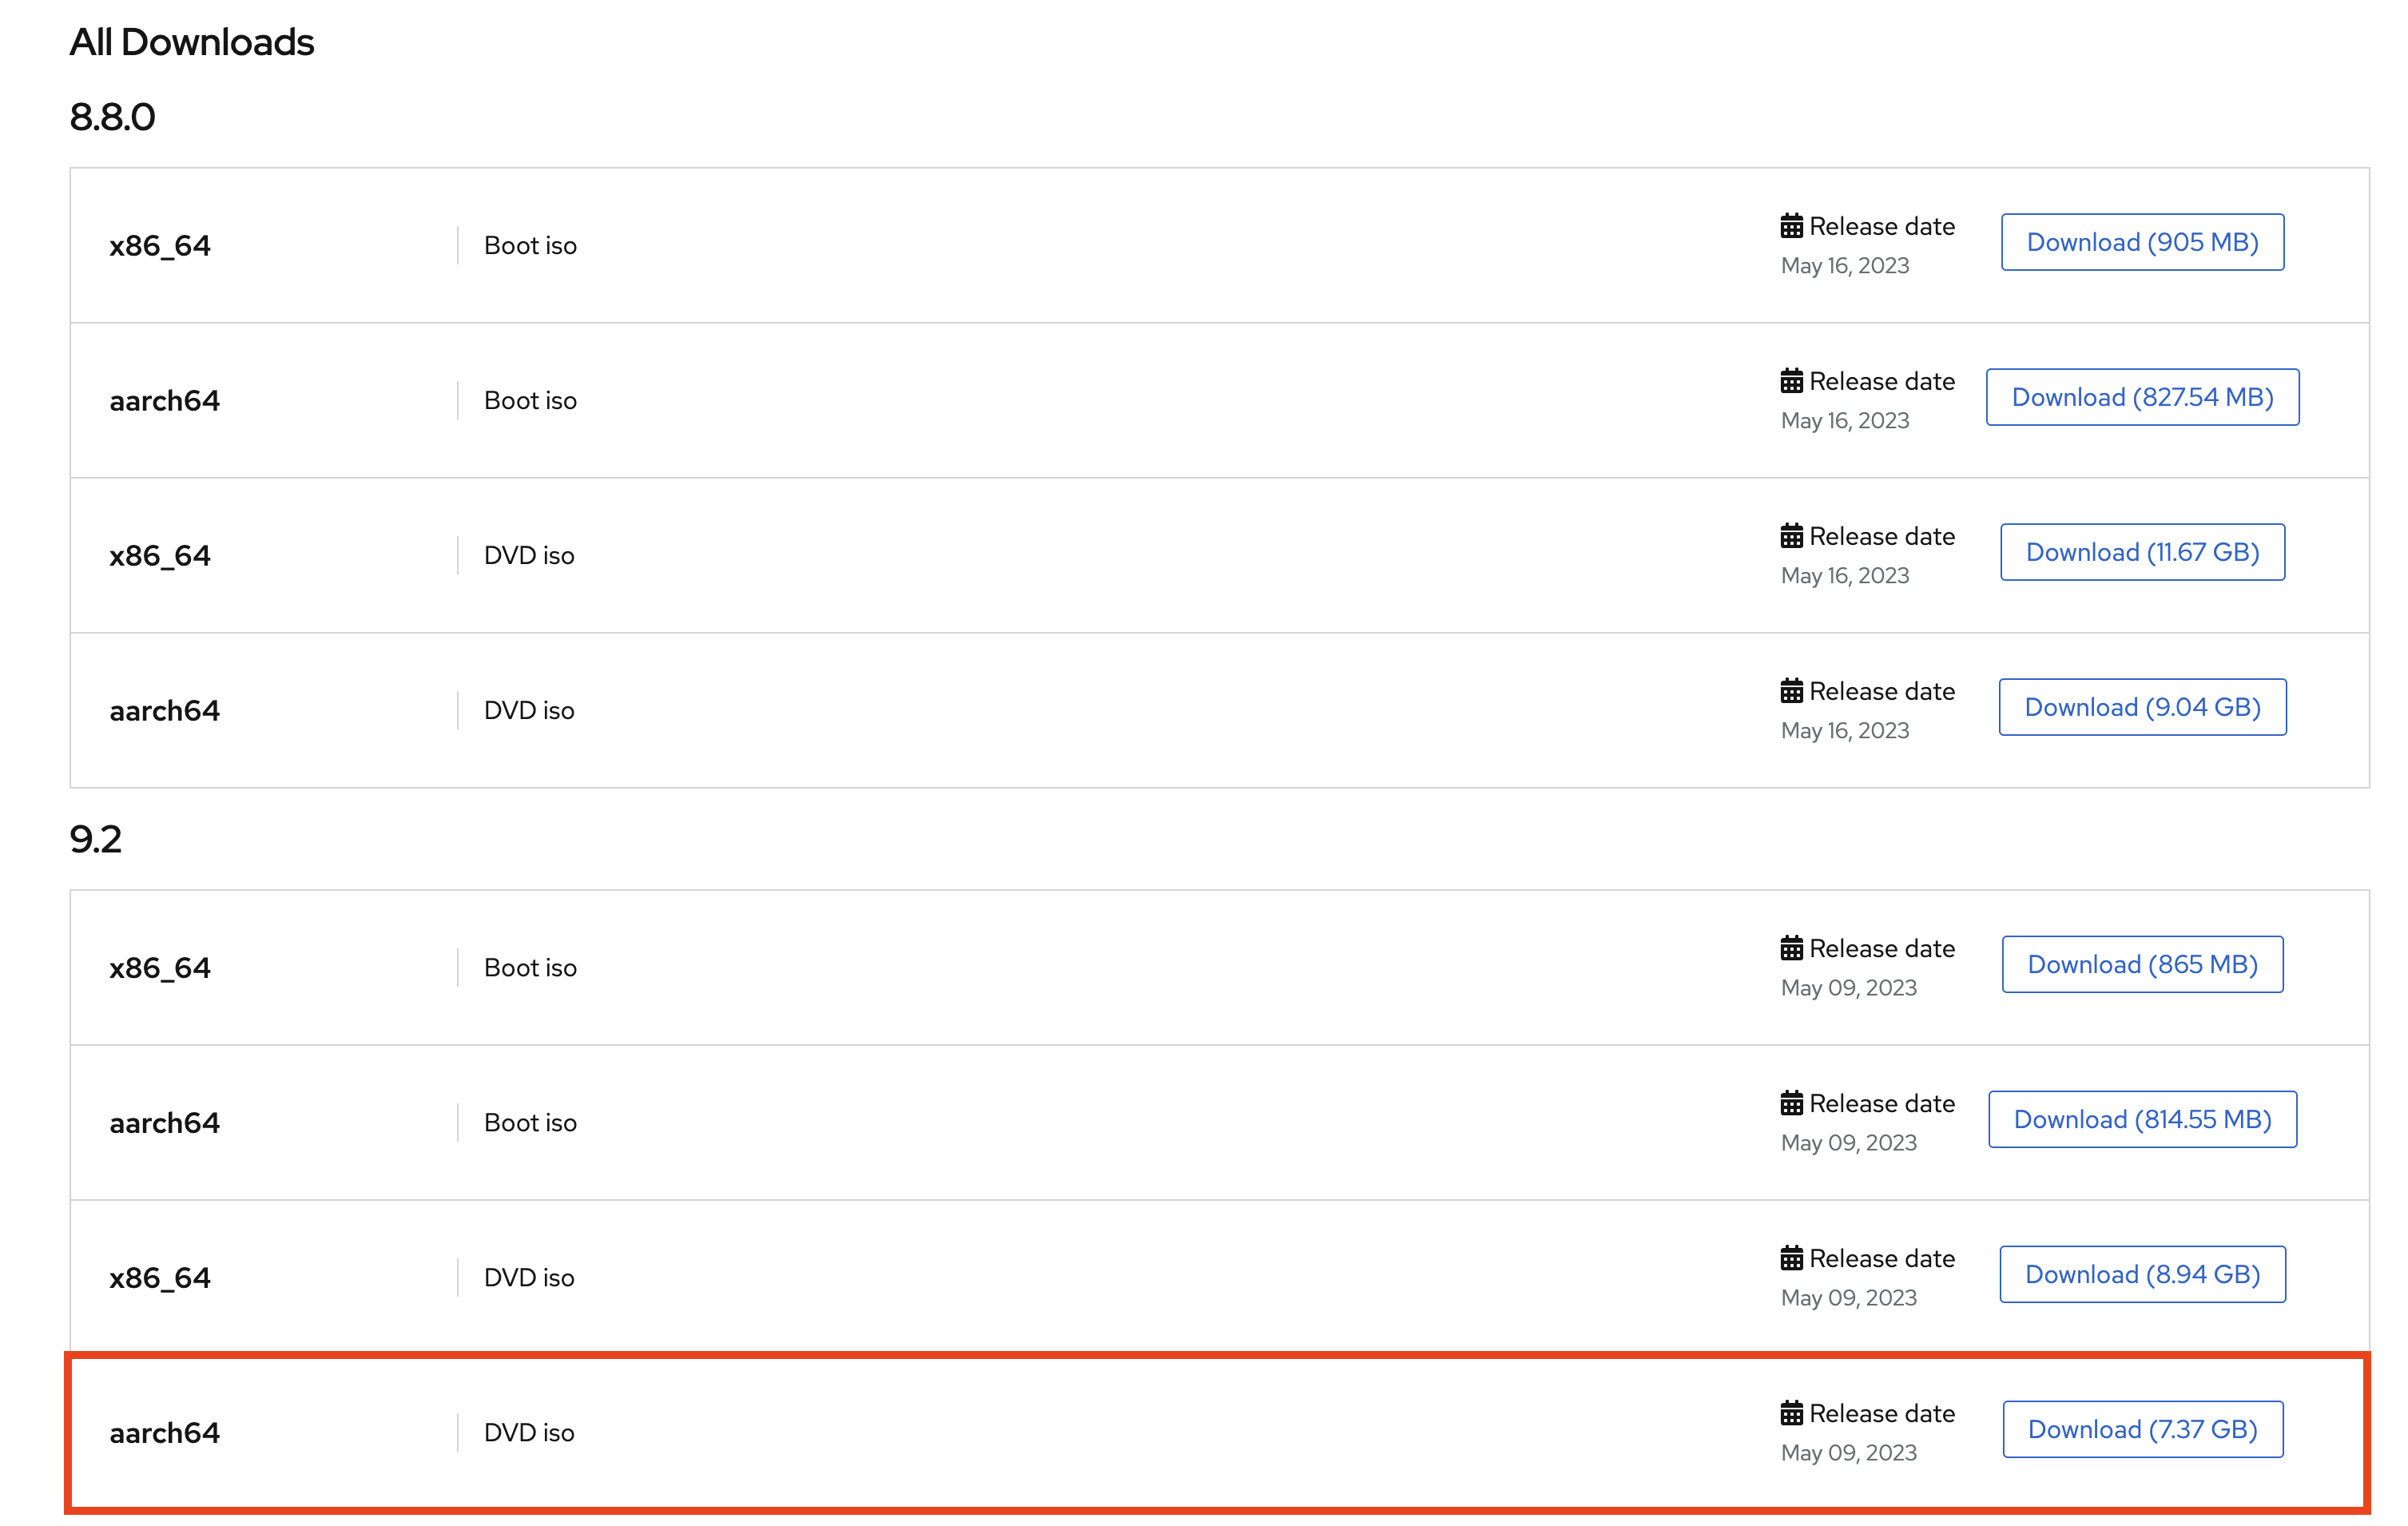 All Downloads
8.8.0
x86_64
Boot iso
Release date
May 16, 2023
Download (905 MB)
aarch64
Boot iso
Release date
May 16, 2023
Download (827.54 MB)
x86_64
DVD iso
Release date
May 16, 2023
Download (11.67 GB)
aarch64
DVD iso
Release date
May 16, 2023
Download (9.04 GB)
9.2
x86_64
Boot iso
Release date
May 09, 2023
Download (865 MB)
aarch64
Boot iso
Release date
May 09, 2023
Download (814.55 MB)
x86_64
DVD iso
Release date
May 09, 2023
Download (8.94 GB)
aarch64
DVD iso
Release date
May 09, 2023
Download (7.37 GB)